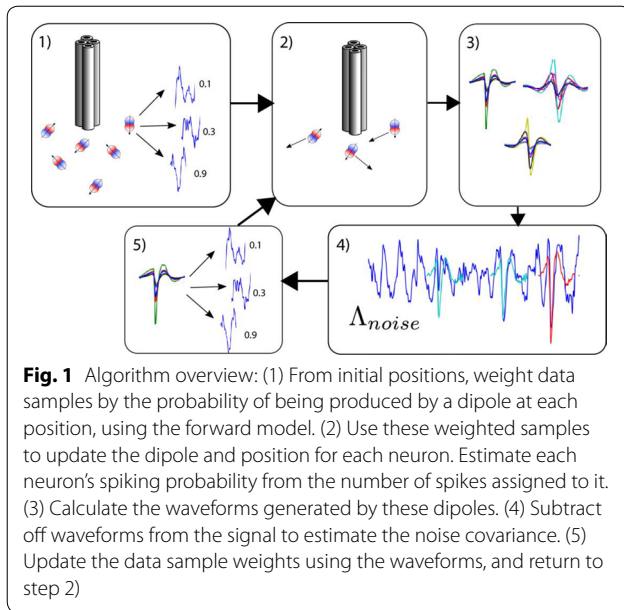 1)
0.1
0.3
0.9
2)
3)
5)
0.1
0.3
0.9
4)
Λnoise
Fig. 1 Algorithm overview: (1) From initial positions, weight data
samples by the probability of being produced by a dipole at each
position, using the forward model. (2) Use these weighted samples
to update the dipole and position for each neuron. Estimate each
neuron's spiking probability from the number of spikes assigned to it.
(3) Calculate the waveforms generated by these dipoles. (4) Subtract
off waveforms from the signal to estimate the noise covariance. (5)
Update the data sample weights using the waveforms, and return to
step 2)